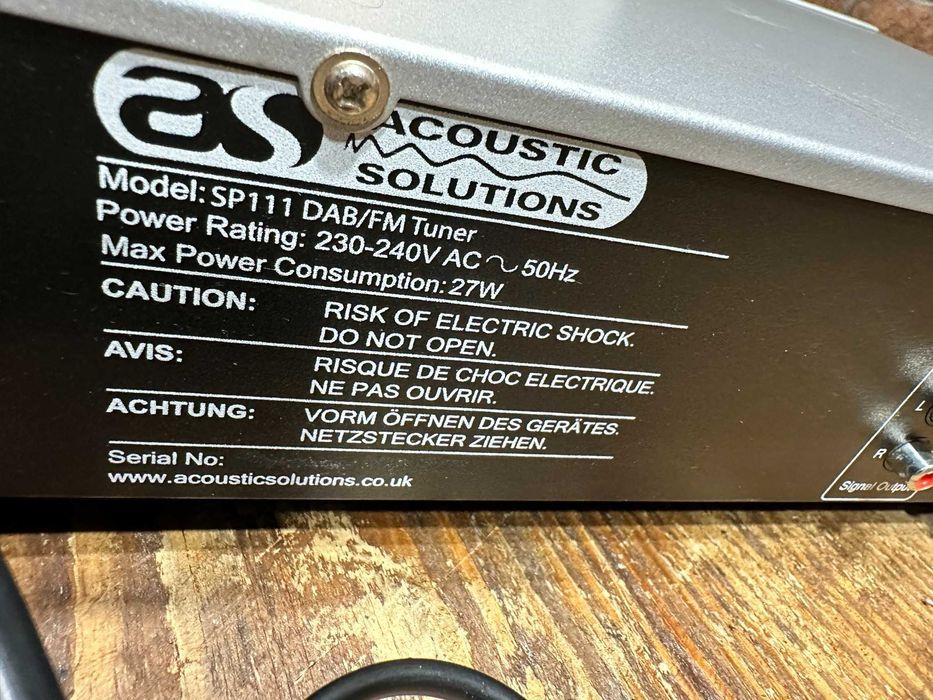 as ACOUSTIC
SOLUTIONS
Model: SP111 DAB/FM Tuner
Power Rating: 230-240V AC ~ 50Hz
Max Power Consumption: 27W
CAUTION: RISK OF ELECTRIC SHOCK.
DO NOT OPEN.
AVIS: RISQUE DE CHOC ELECTRIQUE.
NE PAS OUVRIR.
ACHTUNG: VORM ÖFFNEN DES GERÄTES.
NETZSTECKER ZIEHEN.
Serial No:
www.acousticsolutions.co.uk
L
R
Signal